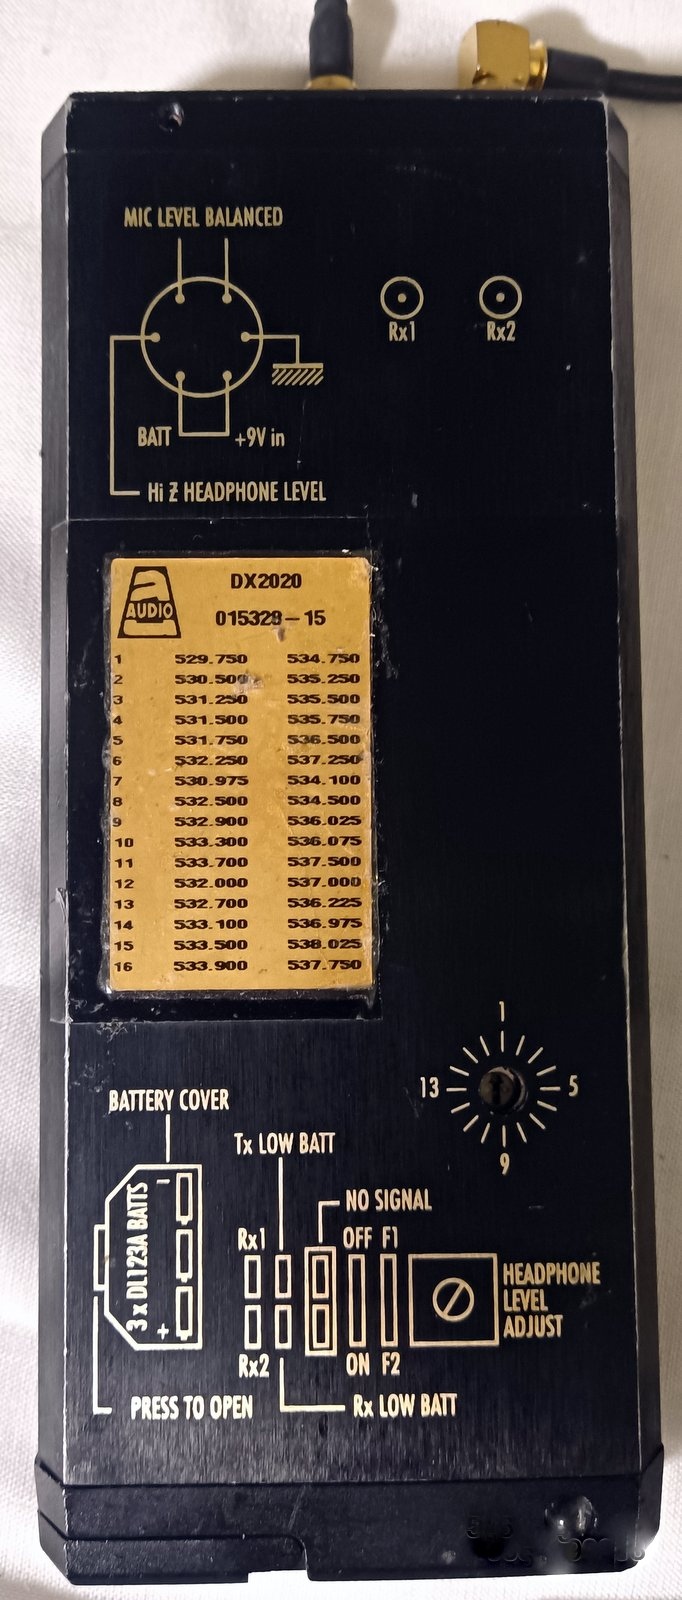 MIC LEVEL BALANCED
Rx1 Rx2
BATT +9V in
Hi Z HEADPHONE LEVEL
AUDIO
DX2020
015328-15
1 529.750 534.750
2 530.500 535.250
3 531.250 535.500
4 531.500 535.750
5 531.750 536.500
6 532.250 537.250
7 530.975 534.100
8 532.500 534.500
9 532.900 536.025
10 533.300 536.075
11 533.700 537.500
12 532.000 537.000
13 532.700 536.225
14 533.100 536.975
15 533.500 538.025
16 533.900 537.750
1
13 5
9
BATTERY COVER
Tx LOW BATT
NO SIGNAL
3 x DL123A BATTS
Rx1 OFF F1
HEADPHONE
LEVEL
ADJUST
Rx2 ON F2
PRESS TO OPEN
Rx LOW BATT